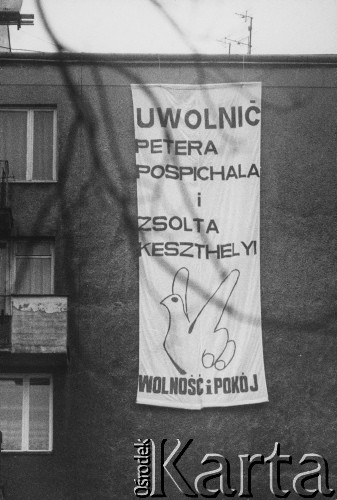 UWOLNIĆ
PETERA
POSPICHALA
i
ZSOLTA
KESZTHELYI
WOLNOŚĆ i POKÓJ
Ośrodek Karta